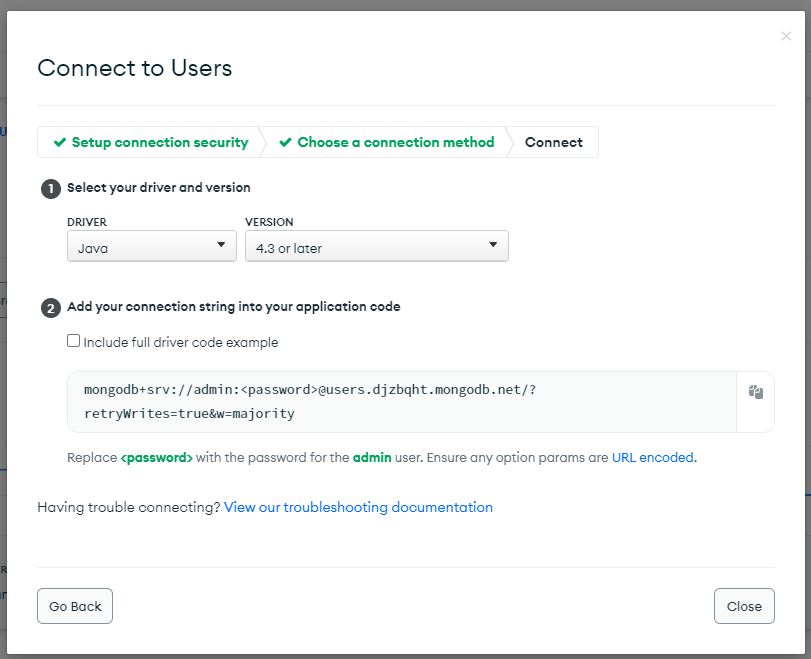 Connect to Users
Setup connection security
Choose a connection method
Connect
1 Select your driver and version
DRIVER
VERSION
Java
4.3 or later
2 Add your connection string into your application code
Include full driver code example
mongodb+srv://admin:<password>@users.djzbqht.mongodb.net/?
retryWrites=true&w=majority
Replace <password> with the password for the admin user. Ensure any option params are URL encoded.
Having trouble connecting? View our troubleshooting documentation
Go Back
Close